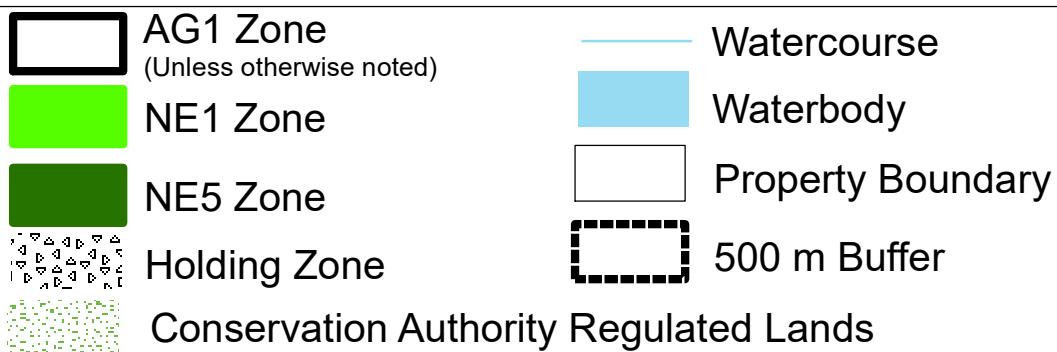 AG1 Zone
(Unless otherwise noted)
NE1 Zone
NE5 Zone
Holding Zone
Conservation Authority Regulated Lands
Watercourse
Waterbody
Property Boundary
500 m Buffer